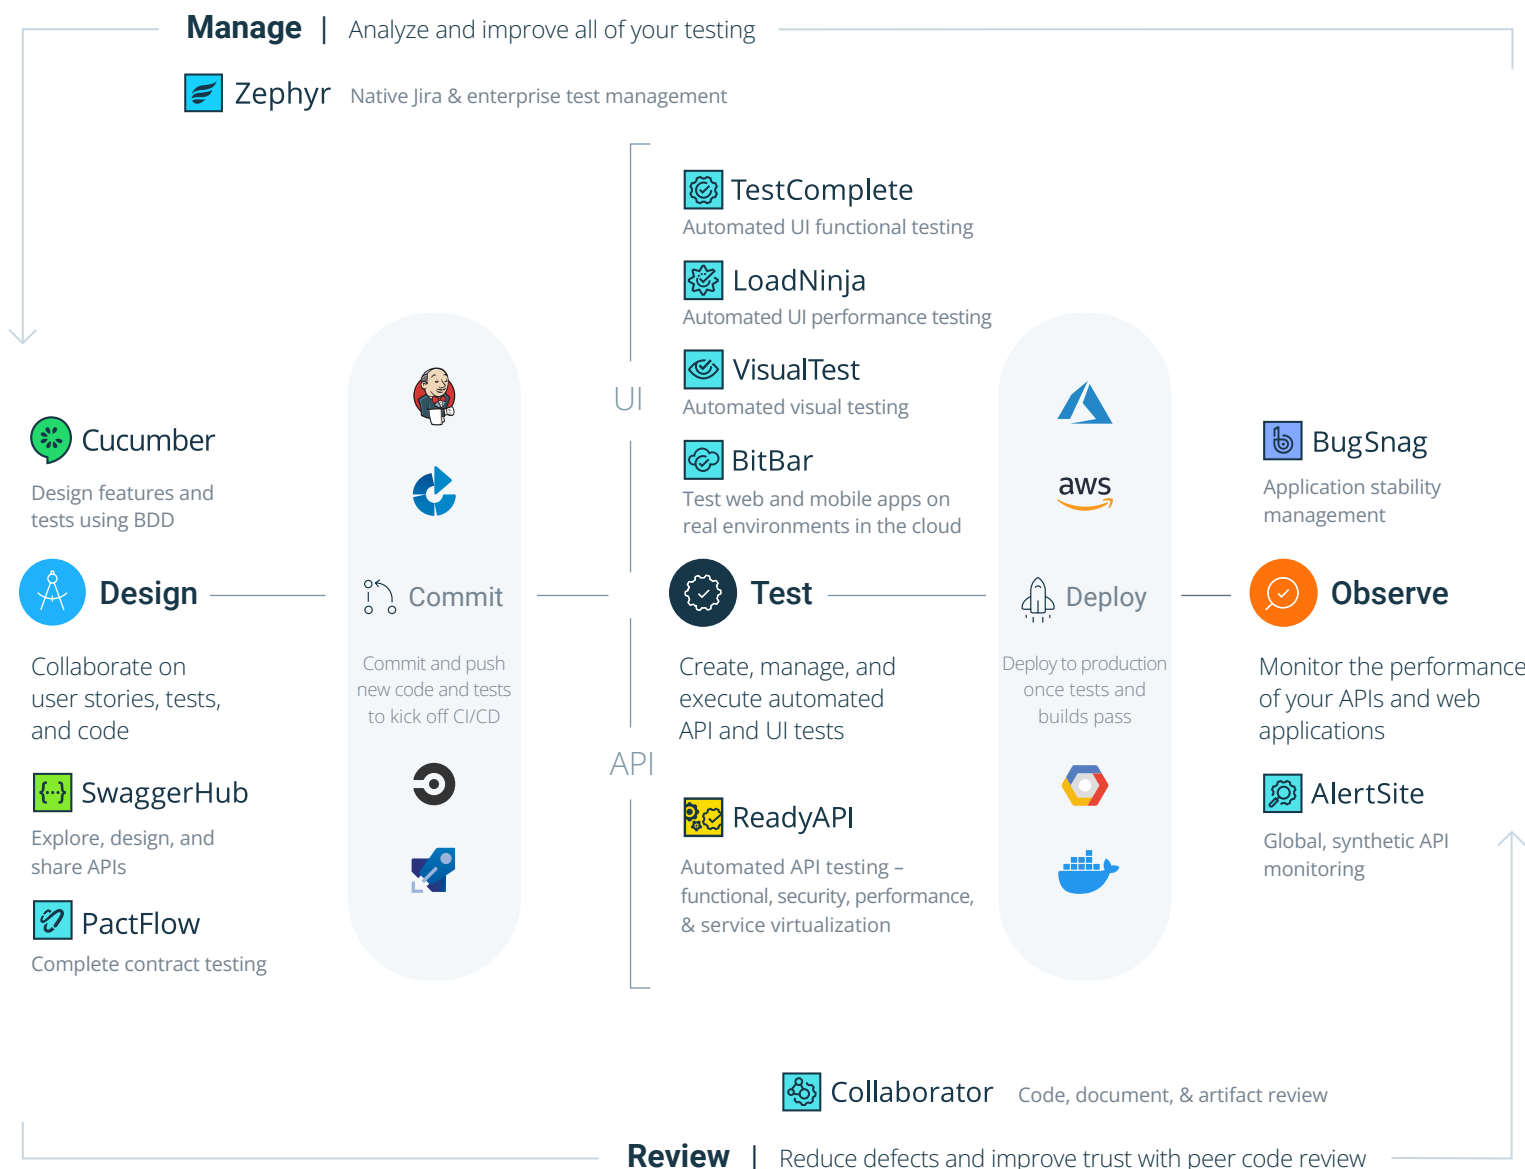 Manage | Analyze and improve all of your testing
Zephyr Native Jira & enterprise test management
UI
TestComplete
Automated UI functional testing
LoadNinja
Automated UI performance testing
VisualTest
Automated visual testing
BitBar
Test web and mobile apps on
real environments in the cloud
Cucumber
Design features and
tests using BDD
aws
BugSnag
Application stability
management
Design
Collaborate on
user stories, tests,
and code
Commit
Commit and push
new code and tests
to kick off CI/CD
Test
Create, manage, and
execute automated
API and UI tests
Deploy
Deploy to production
once tests and
builds pass
Observe
Monitor the performance
of your APIs and web
applications
API
SwaggerHub
Explore, design, and
share APIs
PactFlow
Complete contract testing
ReadyAPI
Automated API testing –
functional, security, performance,
& service virtualization
AlertSite
Global, synthetic API
monitoring
Collaborator Code, document, & artifact review
Review | Reduce defects and improve trust with peer code review